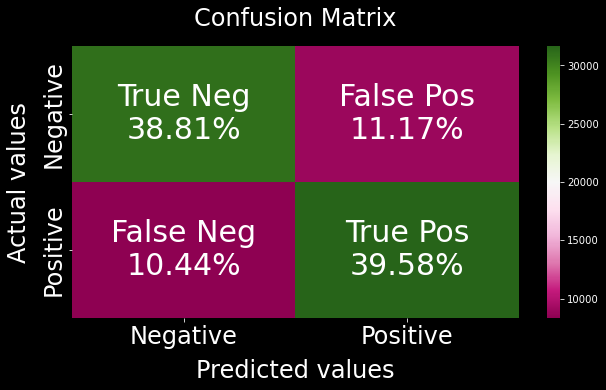 Confusion Matrix
Actual values
Negative
Positive
True Neg
38.81%
False Pos
11.17%
False Neg
10.44%
True Pos
39.58%
Negative
Positive
Predicted values
30000
25000
20000
15000
10000